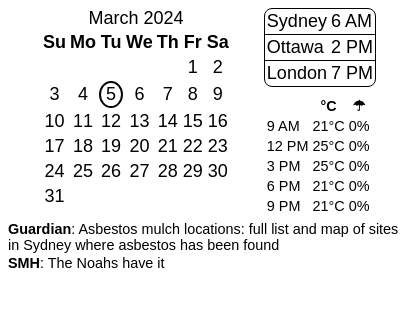 March 2024
Su Mo Tu We Th Fr Sa
1 2
3 4 5 6 7 8 9
10 11 12 13 14 15 16
17 18 19 20 21 22 23
24 25 26 27 28 29 30
31
Sydney 6 AM
Ottawa 2 PM
London 7 PM
°C ☂
9 AM 21°C 0%
12 PM 25°C 0%
3 PM 25°C 0%
6 PM 21°C 0%
9 PM 21°C 0%
Guardian: Asbestos mulch locations: full list and map of sites
in Sydney where asbestos has been found
SMH: The Noahs have it